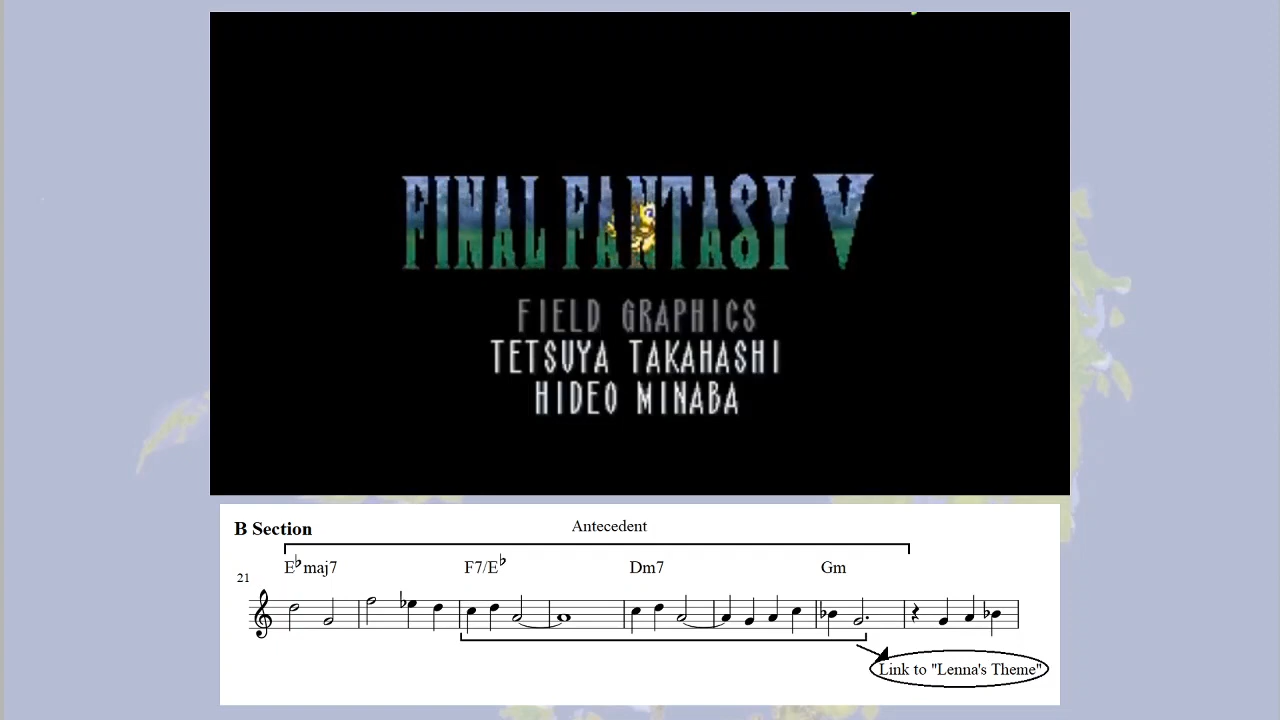 FINAL FANTASY V
FIELD GRAPHICS
TETSUYA TAKAHASHI
HIDEO MINABA
B Section
Antecedent
E♭maj7 F7/E♭ Dm7 Gm
21
Link to "Lenna's Theme"